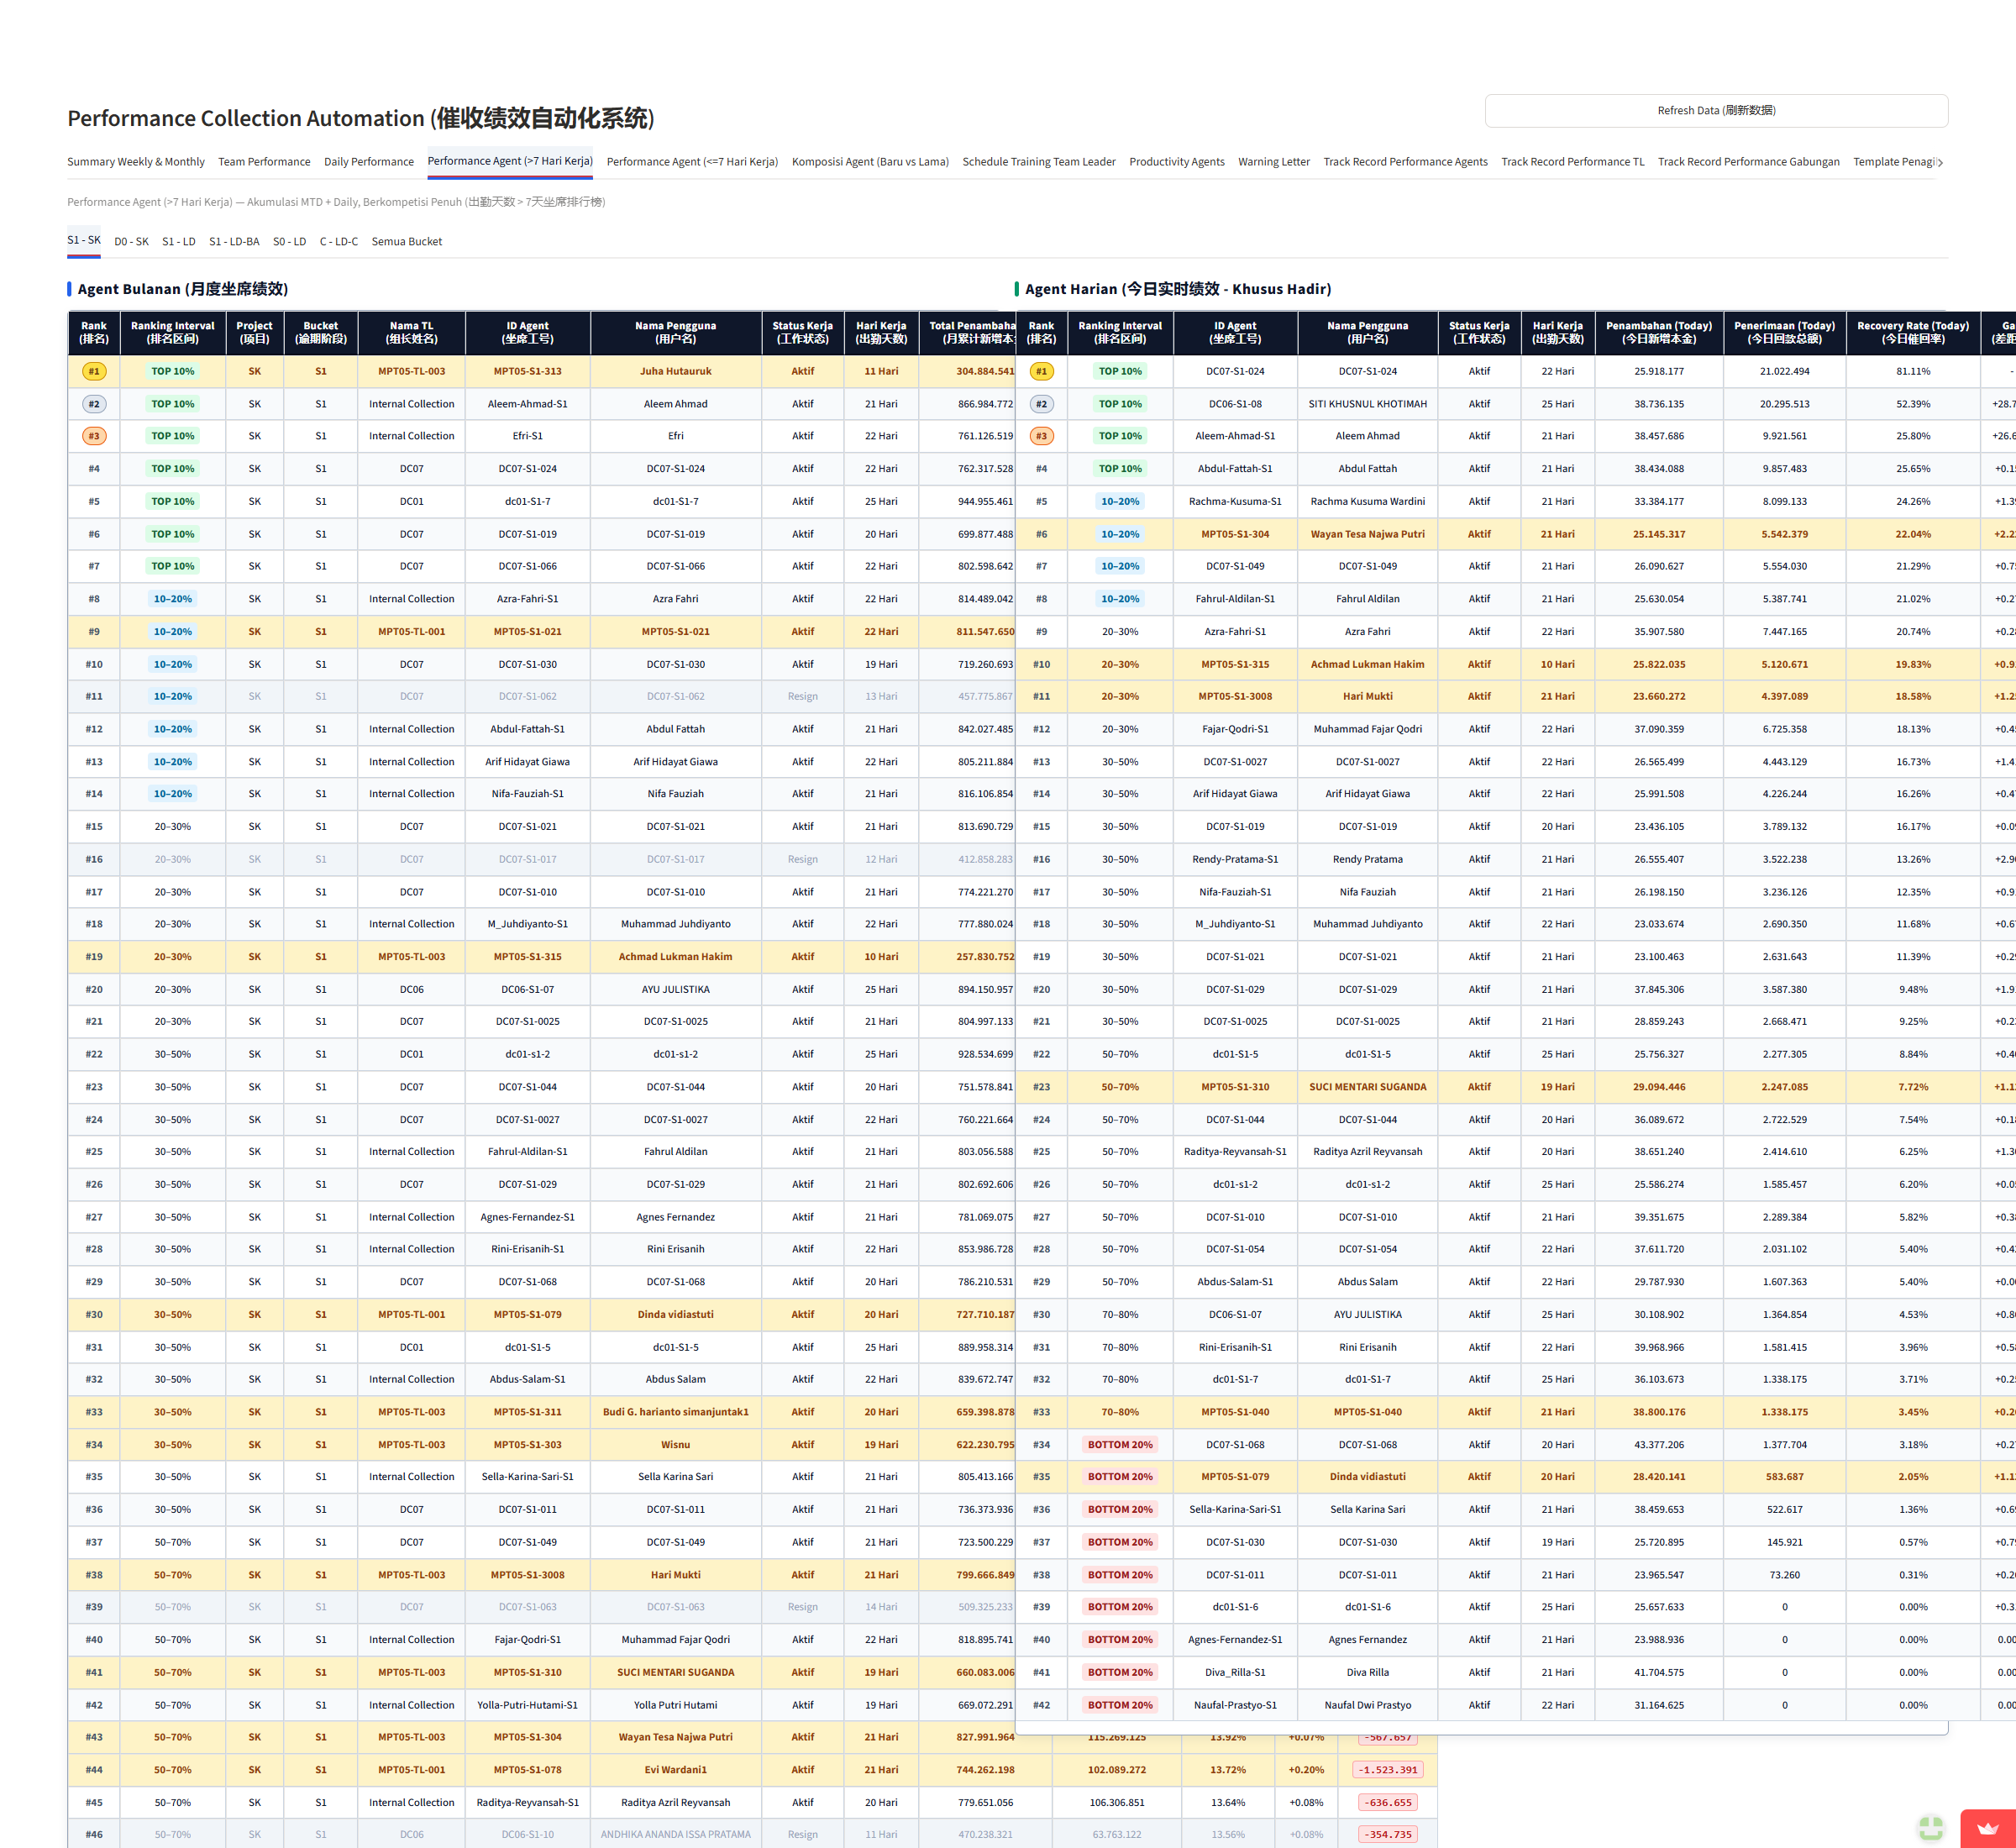 Performance Collection Automation (催收绩效自动化系统)
Refresh Data (刷新数据)
Summary Weekly & Monthly Team Performance Daily Performance Performance Agent (>7 Hari Kerja) Performance Agent (<=7 Hari Kerja) Komposisi Agent (Baru vs Lama) Schedule Training Team Leader Productivity Agents Warning Letter Track Record Performance Agents Track Record Performance TL Track Record Performance Gabungan Template
Performance Agent (>7 Hari Kerja) — Akumulasi MTD + Daily, Berkompetisi Penuh (出勤天数 > 7天坐席排行榜)
S1 - SK D0 - SK S1 - LD S1 - LD-BA S0 - LD C - LD-C Semua Bucket
Agent Bulanan (月度坐席绩效)
Rank Ranking Interval Project Bucket Nama TL ID Agent Nama Pengguna Status Kerja Hari Kerja Total
(排名) (排名区间) (项目) (逾期阶段) (组长姓名) (坐席工号) (用户名) (工作状态) (出勤天数)
#1 TOP 10% SK S1 MPT05-TL-003 MPT05-S1-313 Juha Hutauruk Aktif 11 Hari 304.884.541
#2 TOP 10% SK S1 Internal Collection Aleem-Ahmad-S1 Aleem Ahmad Aktif 21 Hari 866.984.772
#3 TOP 10% SK S1 Internal Collection Efri-S1 Efri Aktif 22 Hari 761.126.519
#4 TOP 10% SK S1 DC07 DC07-S1-024 DC07-S1-024 Aktif 22 Hari 762.317.528
#5 TOP 10% SK S1 DC01 dc01-s1-7 dc01-s1-7 Aktif 25 Hari 944.955.461
#6 TOP 10% SK S1 DC07 DC07-S1-019 DC07-S1-019 Aktif 20 Hari 699.877.488
#7 TOP 10% SK S1 DC07 DC07-S1-066 DC07-S1-066 Aktif 22 Hari 802.598.642
#8 10–20% SK S1 Internal Collection Azra-Fahri-S1 Azra Fahri Aktif 22 Hari 814.489.042
#9 10–20% SK S1 MPT05-TL-001 MPT05-S1-021 MPT05-S1-021 Aktif 22 Hari 811.547.650
#10 10–20% SK S1 DC07 DC07-S1-030 DC07-S1-030 Aktif 19 Hari 719.260.693
#11 10–20% SK S1 DC07 DC07-S1-062 DC07-S1-062 Resign 13 Hari 457.775.867
#12 10–20% SK S1 Internal Collection Abdul-Fattah-S1 Abdul Fattah Aktif 21 Hari 842.027.485
#13 10–20% SK S1 Internal Collection Arif Hidayat Giawa Arif Hidayat Giawa Aktif 22 Hari 805.211.884
#14 10–20% SK S1 Internal Collection Nifa-Fauziah-S1 Nifa Fauziah Aktif 21 Hari 816.106.854
#15 20–30% SK S1 DC07 DC07-S1-021 DC07-S1-021 Aktif 21 Hari 813.690.729
#16 20–30% SK S1 DC07 DC07-S1-017 DC07-S1-017 Resign 12 Hari 412.858.283
#17 20–30% SK S1 DC07 DC07-S1-010 DC07-S1-010 Aktif 21 Hari 774.221.270
#18 20–30% SK S1 Internal Collection M_Juhdiyanto-S1 Muhammad Juhdiyanto Aktif 22 Hari 777.880.024
#19 20–30% SK S1 MPT05-TL-003 MPT05-S1-315 Achmad Lukman Hakim Aktif 10 Hari 257.830.752
#20 20–30% SK S1 DC06 DC06-S1-07 AYU JULISTIKA Aktif 25 Hari 894.150.957
#21 20–30% SK S1 DC07 DC07-S1-0025 DC07-S1-0025 Aktif 21 Hari 804.997.133
#22 30–50% SK S1 DC01 dc01-s1-2 dc01-s1-2 Aktif 25 Hari 928.534.699
#23 30–50% SK S1 DC07 DC07-S1-044 DC07-S1-044 Aktif 20 Hari 751.578.841
#24 30–50% SK S1 DC07 DC07-S1-0027 DC07-S1-0027 Aktif 22 Hari 760.221.664
#25 30–50% SK S1 Internal Collection Fahrul-Aldilan-S1 Fahrul Aldilan Aktif 21 Hari 803.056.588
#26 30–50% SK S1 DC07 DC07-S1-029 DC07-S1-029 Aktif 21 Hari 802.692.606
#27 30–50% SK S1 Internal Collection Agnes-Fernandez-S1 Agnes Fernandez Aktif 21 Hari 781.069.075
#28 30–50% SK S1 Internal Collection Rini-Erisanih-S1 Rini Erisanih Aktif 22 Hari 853.986.728
#29 30–50% SK S1 DC07 DC07-S1-068 DC07-S1-068 Aktif 20 Hari 786.210.531
#30 30–50% SK S1 MPT05-TL-001 MPT05-S1-079 Dinda vidiastuti Aktif 20 Hari 727.710.187
#31 30–50% SK S1 DC01 dc01-S1-5 dc01-S1-5 Aktif 25 Hari 889.958.314
#32 30–50% SK S1 Internal Collection Abdus-Salam-S1 Abdus Salam Aktif 22 Hari 839.672.747
#33 30–50% SK S1 MPT05-TL-003 MPT05-S1-311 Budi G. harianto simanjuntak1 Aktif 20 Hari 659.398.878
#34 30–50% SK S1 MPT05-TL-003 MPT05-S1-303 Wisnu Aktif 19 Hari 622.230.795
#35 30–50% SK S1 Internal Collection Sella-Karina-Sari-S1 Sella Karina Sari Aktif 21 Hari 805.413.166
#36 30–50% SK S1 DC07 DC07-S1-011 DC07-S1-011 Aktif 21 Hari 736.373.936
#37 50–70% SK S1 DC07 DC07-S1-049 DC07-S1-049 Aktif 21 Hari 723.500.229
#38 50–70% SK S1 MPT05-TL-003 MPT05-S1-3008 Hari Mukti Aktif 21 Hari 799.666.849
#39 50–70% SK S1 DC07 DC07-S1-063 DC07-S1-063 Resign 14 Hari 509.325.233
#40 50–70% SK S1 Internal Collection Fajar-Qodri-S1 Muhammad Fajar Qodri Aktif 22 Hari 818.895.741
#41 50–70% SK S1 MPT05-TL-003 MPT05-S1-310 SUCI MENTARI SUGANDA Aktif 19 Hari 660.083.006
#42 50–70% SK S1 Internal Collection Yolla-Putri-Hutami-S1 Yolla Putri Hutami Aktif 19 Hari 669.072.291
#43 50–70% SK S1 MPT05-TL-003 MPT05-S1-304 Wayan Tesa Najwa Putri Aktif 21 Hari 827.991.964 115.269.125 13.92% +0.07% -567.657
#44 50–70% SK S1 MPT05-TL-001 MPT05-S1-078 Evi Wardani1 Aktif 21 Hari 744.262.198 102.089.272 13.72% +0.20% -1.523.391
#45 50–70% SK S1 Internal Collection Raditya-Reyvansah-S1 Raditya Azril Reyvansah Aktif 20 Hari 779.651.056 106.306.851 13.64% +0.08% -636.655
#46 50–70% SK S1 DC06 DC06-S1-10 ANDHIKA ANANDA ISSA PRATAMA Resign 11 Hari 470.238.321 63.763.122 13.56% +0.08% -354.735
Agent Harian (今日实时绩效 - Khusus Hadir)
Rank Ranking Interval ID Agent Nama Pengguna Status Kerja Hari Kerja Penambahan (Today) Penerimaan (Today) Recovery Rate (Today)
(排名) (排名区间) (坐席工号) (用户名) (工作状态) (出勤天数) (今日新增本金) (今日回款总额) (今日催回率)
#1 TOP 10% DC07-S1-024 DC07-S1-024 Aktif 22 Hari 25.918.177 21.022.494 81.11% -
#2 TOP 10% DC06-S1-08 SITI KHUSNUL KHOTIMAH Aktif 25 Hari 38.736.135 20.295.513 52.39%
#3 TOP 10% Aleem-Ahmad-S1 Aleem Ahmad Aktif 21 Hari 38.457.686 9.921.561 25.80%
#4 TOP 10% Abdul-Fattah-S1 Abdul Fattah Aktif 21 Hari 38.434.088 9.857.483 25.65%
#5 10–20% Rachma-Kusuma-S1 Rachma Kusuma Wardini Aktif 21 Hari 33.384.177 8.099.133 24.26%
#6 10–20% MPT05-S1-304 Wayan Tesa Najwa Putri Aktif 21 Hari 25.145.317 5.542.379 22.04%
#7 10–20% DC07-S1-049 DC07-S1-049 Aktif 21 Hari 26.090.627 5.554.030 21.29%
#8 10–20% Fahrul-Aldilan-S1 Fahrul Aldilan Aktif 21 Hari 25.630.054 5.387.741 21.02%
#9 20–30% Azra-Fahri-S1 Azra Fahri Aktif 22 Hari 35.907.580 7.447.165 20.74%
#10 20–30% MPT05-S1-315 Achmad Lukman Hakim Aktif 10 Hari 25.822.035 5.120.671 19.83%
#11 20–30% MPT05-S1-3008 Hari Mukti Aktif 21 Hari 23.660.272 4.397.089 18.58%
#12 20–30% Fajar-Qodri-S1 Muhammad Fajar Qodri Aktif 22 Hari 37.090.359 6.725.358 18.13%
#13 30–50% DC07-S1-0027 DC07-S1-0027 Aktif 22 Hari 26.565.499 4.443.129 16.73%
#14 30–50% Arif Hidayat Giawa Arif Hidayat Giawa Aktif 22 Hari 25.991.508 4.226.244 16.26%
#15 30–50% DC07-S1-019 DC07-S1-019 Aktif 20 Hari 23.436.105 3.789.132 16.17%
#16 30–50% Rendy-Pratama-S1 Rendy Pratama Aktif 21 Hari 26.555.407 3.522.238 13.26%
#17 30–50% Nifa-Fauziah-S1 Nifa Fauziah Aktif 21 Hari 26.198.150 3.236.126 12.35%
#18 30–50% M_Juhdiyanto-S1 Muhammad Juhdiyanto Aktif 22 Hari 23.033.674 2.690.350 11.68%
#19 30–50% DC07-S1-021 DC07-S1-021 Aktif 21 Hari 23.100.463 2.631.643 11.39%
#20 30–50% DC07-S1-029 DC07-S1-029 Aktif 21 Hari 37.845.306 3.587.380 9.48%
#21 30–50% DC07-S1-0025 DC07-S1-0025 Aktif 21 Hari 28.859.243 2.668.471 9.25%
#22 50–70% dc01-S1-5 dc01-S1-5 Aktif 25 Hari 25.756.327 2.277.305 8.84%
#23 50–70% MPT05-S1-310 SUCI MENTARI SUGANDA Aktif 19 Hari 29.094.446 2.247.085 7.72%
#24 50–70% DC07-S1-044 DC07-S1-044 Aktif 20 Hari 36.089.672 2.722.529 7.54%
#25 50–70% Raditya-Reyvansah-S1 Raditya Azril Reyvansah Aktif 20 Hari 38.651.240 2.414.610 6.25%
#26 50–70% dc01-s1-2 dc01-s1-2 Aktif 25 Hari 25.586.274 1.585.457 6.20%
#27 50–70% DC07-S1-010 DC07-S1-010 Aktif 21 Hari 39.351.675 2.289.384 5.82%
#28 50–70% DC07-S1-054 DC07-S1-054 Aktif 22 Hari 37.611.720 2.031.102 5.40%
#29 50–70% Abdus-Salam-S1 Abdus Salam Aktif 22 Hari 29.787.930 1.607.363 5.40%
#30 70–80% DC06-S1-07 AYU JULISTIKA Aktif 25 Hari 30.108.902 1.364.854 4.53%
#31 70–80% Rini-Erisanih-S1 Rini Erisanih Aktif 22 Hari 39.968.966 1.581.415 3.96%
#32 70–80% dc01-s1-7 dc01-s1-7 Aktif 25 Hari 36.103.673 1.338.175 3.71%
#33 70–80% MPT05-S1-040 MPT05-S1-040 Aktif 21 Hari 38.800.176 1.338.175 3.45%
#34 BOTTOM 20% DC07-S1-068 DC07-S1-068 Aktif 20 Hari 43.377.206 1.377.704 3.18%
#35 BOTTOM 20% MPT05-S1-079 Dinda vidiastuti Aktif 20 Hari 28.420.141 583.687 2.05%
#36 BOTTOM 20% Sella-Karina-Sari-S1 Sella Karina Sari Aktif 21 Hari 38.459.653 522.617 1.36%
#37 BOTTOM 20% DC07-S1-030 DC07-S1-030 Aktif 19 Hari 25.720.895 145.921 0.57%
#38 BOTTOM 20% DC07-S1-011 DC07-S1-011 Aktif 21 Hari 23.965.547 73.260 0.31%
#39 BOTTOM 20% dc01-S1-6 dc01-S1-6 Aktif 25 Hari 25.657.633 0 0.00%
#40 BOTTOM 20% Agnes-Fernandez-S1 Agnes Fernandez Aktif 21 Hari 23.988.936 0 0.00%
#41 BOTTOM 20% Diva_Rilla-S1 Diva Rilla Aktif 21 Hari 41.704.575 0 0.00%
#42 BOTTOM 20% Naufal-Prastyo-S1 Naufal Dwi Prastyo Aktif 22 Hari 31.164.625 0 0.00%